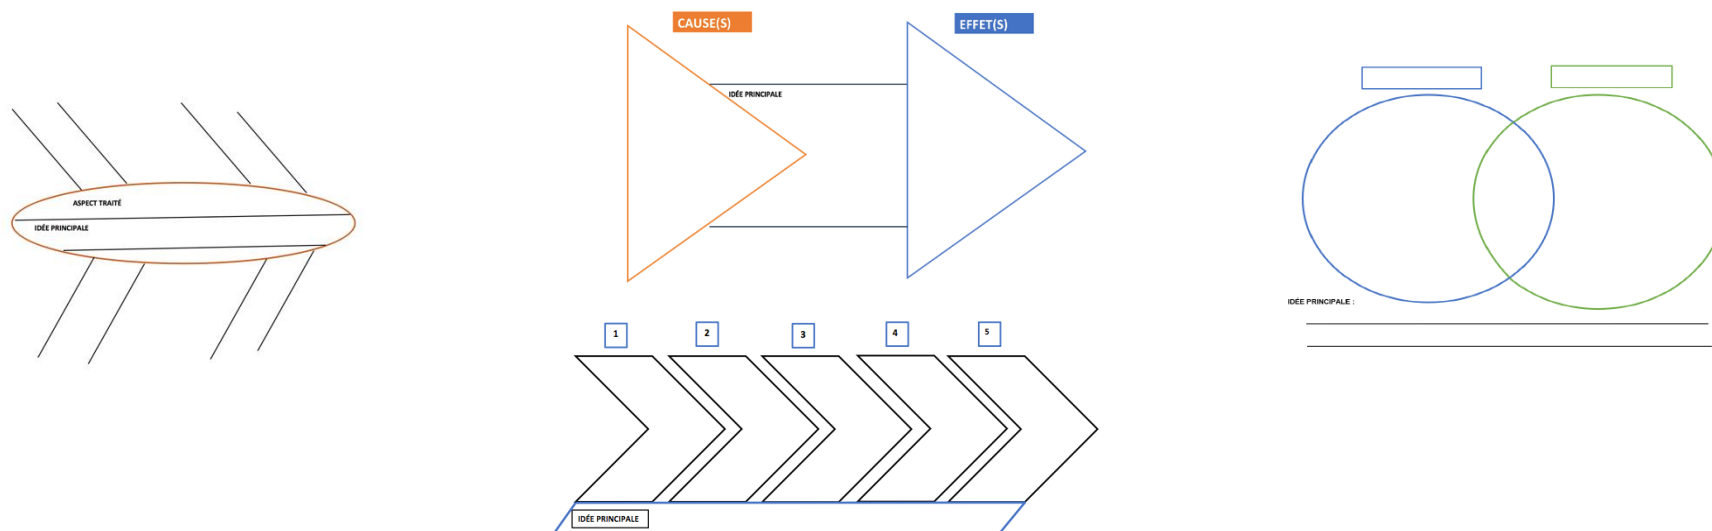 ASPECT TRAITÉ
IDÉE PRINCIPALE
CAUSE(S)
EFFET(S)
IDÉE PRINCIPALE
1
2
3
4
5
IDÉE PRINCIPALE
IDÉE PRINCIPALE :